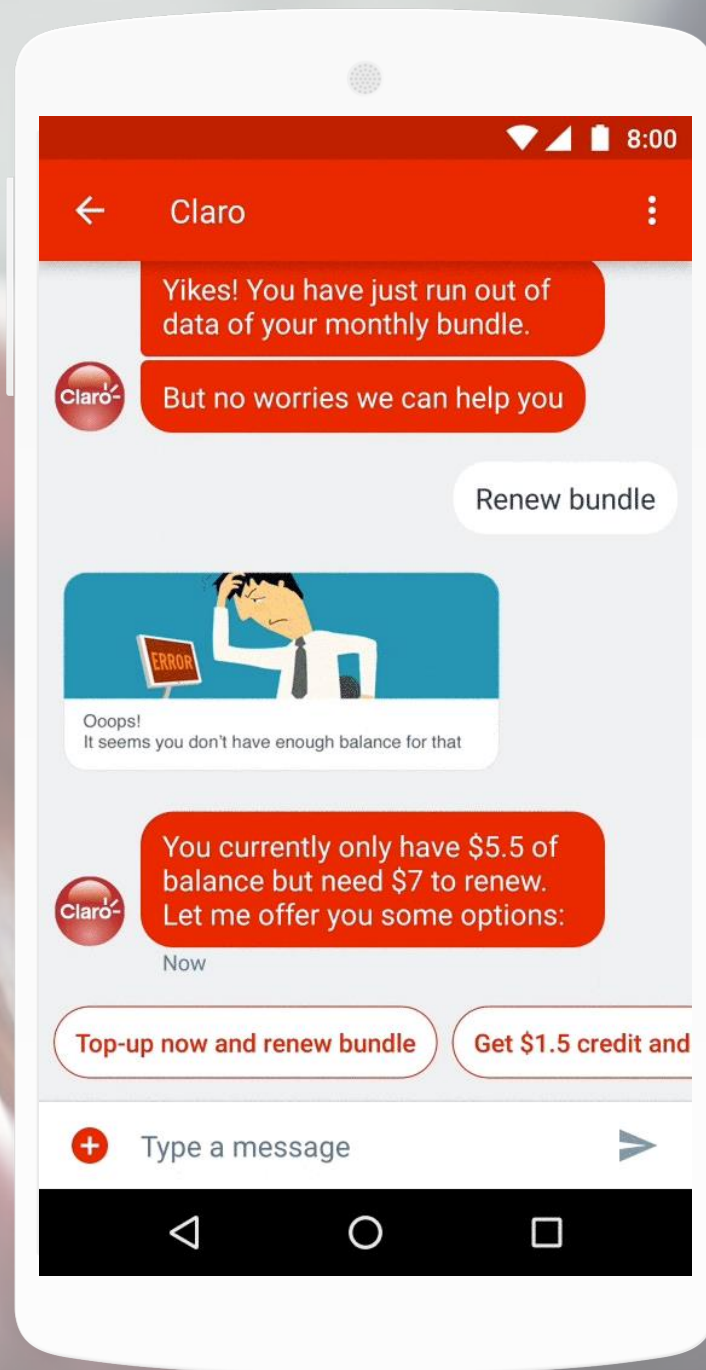 8:00
Claro
Yikes! You have just run out of
data of your monthly bundle.
Claro-
But no worries we can help you
Renew bundle
ERROR
Ooops!
It seems you don't have enough balance for that
You currently only have $5.5 of
balance but need $7 to renew.
Let me offer you some options:
Claro-
Now
Top-up now and renew bundle
Get $1.5 credit and
Type a message